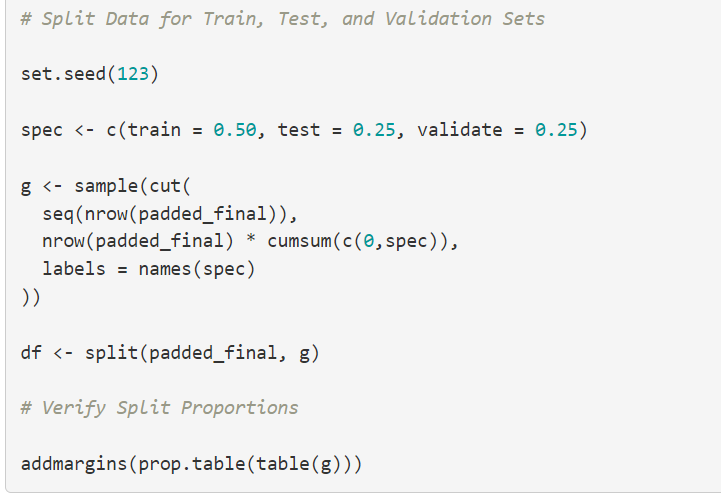 # Split Data for Train, Test, and Validation Sets
set.seed(123)
spec <- c(train = 0.50, test = 0.25, validate = 0.25)
g <- sample(cut(
  seq(nrow(padded_final)),
  nrow(padded_final) * cumsum(c(0,spec)),
  labels = names(spec)
))
df <- split(padded_final, g)
# Verify Split Proportions
addmargins(prop.table(table(g)))